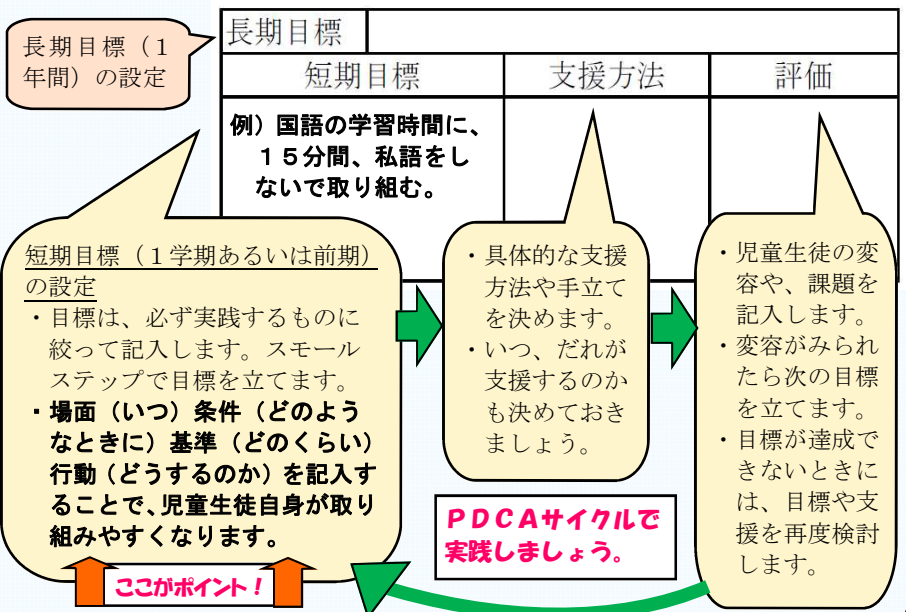 長期目標（１
年間）の設定
長期目標
短期目標
支援方法
評価
例）国語の学習時間に、
１５分間、私語をし
ないで取り組む。
短期目標（１学期あるいは前期）
の設定
・目標は、必ず実践するものに
絞って記入します。スモール
ステップで目標を立てます。
・場面（いつ）条件（どのよう
なときに）基準（どのくらい）
行動（どうするのか）を記入す
ることで、児童生徒自身が取り
組みやすくなります。
ここがポイント！
・具体的な支援
方法や手立て
を決めます。
・いつ、だれが
支援するのか
も決めておき
ましょう。
・児童生徒の変
容や、課題を
記入します。
・変容がみられ
たら次の目標
を立てます。
・目標が達成で
きないときに
は、目標や支
援を再度検討
します。
ＰＤＣＡサイクルで
実践しましょう。